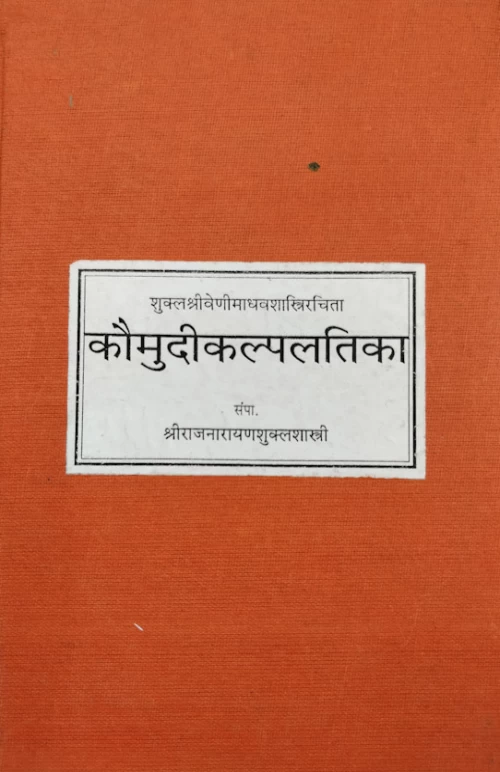 शुक्लश्रीवेणीमाधवशास्त्रिरचिता
कौमुदीकल्पलतिका
संपा.
श्रीराजनारायणशुक्लशास्त्री